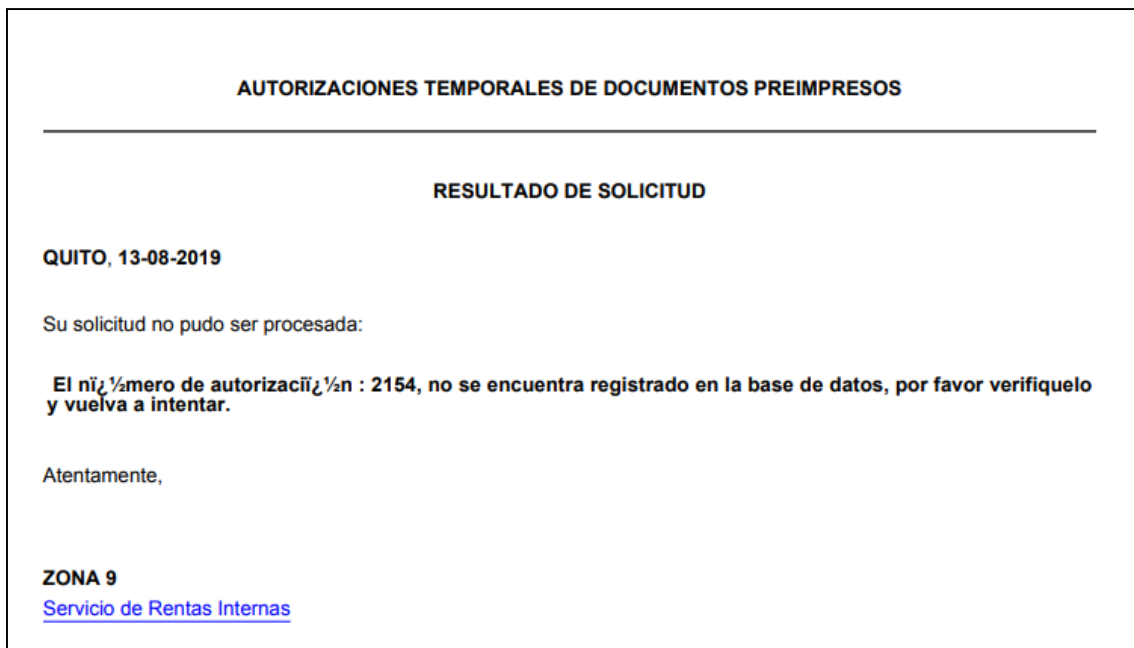 AUTORIZACIONES TEMPORALES DE DOCUMENTOS PREIMPRESOS
RESULTADO DE SOLICITUD
QUITO, 13-08-2019
Su solicitud no pudo ser procesada:
El nï¿½mero de autorizaciï¿½n : 2154, no se encuentra registrado en la base de datos, por favor verifiquelo
y vuelva a intentar.
Atentamente,
ZONA 9
Servicio de Rentas Internas